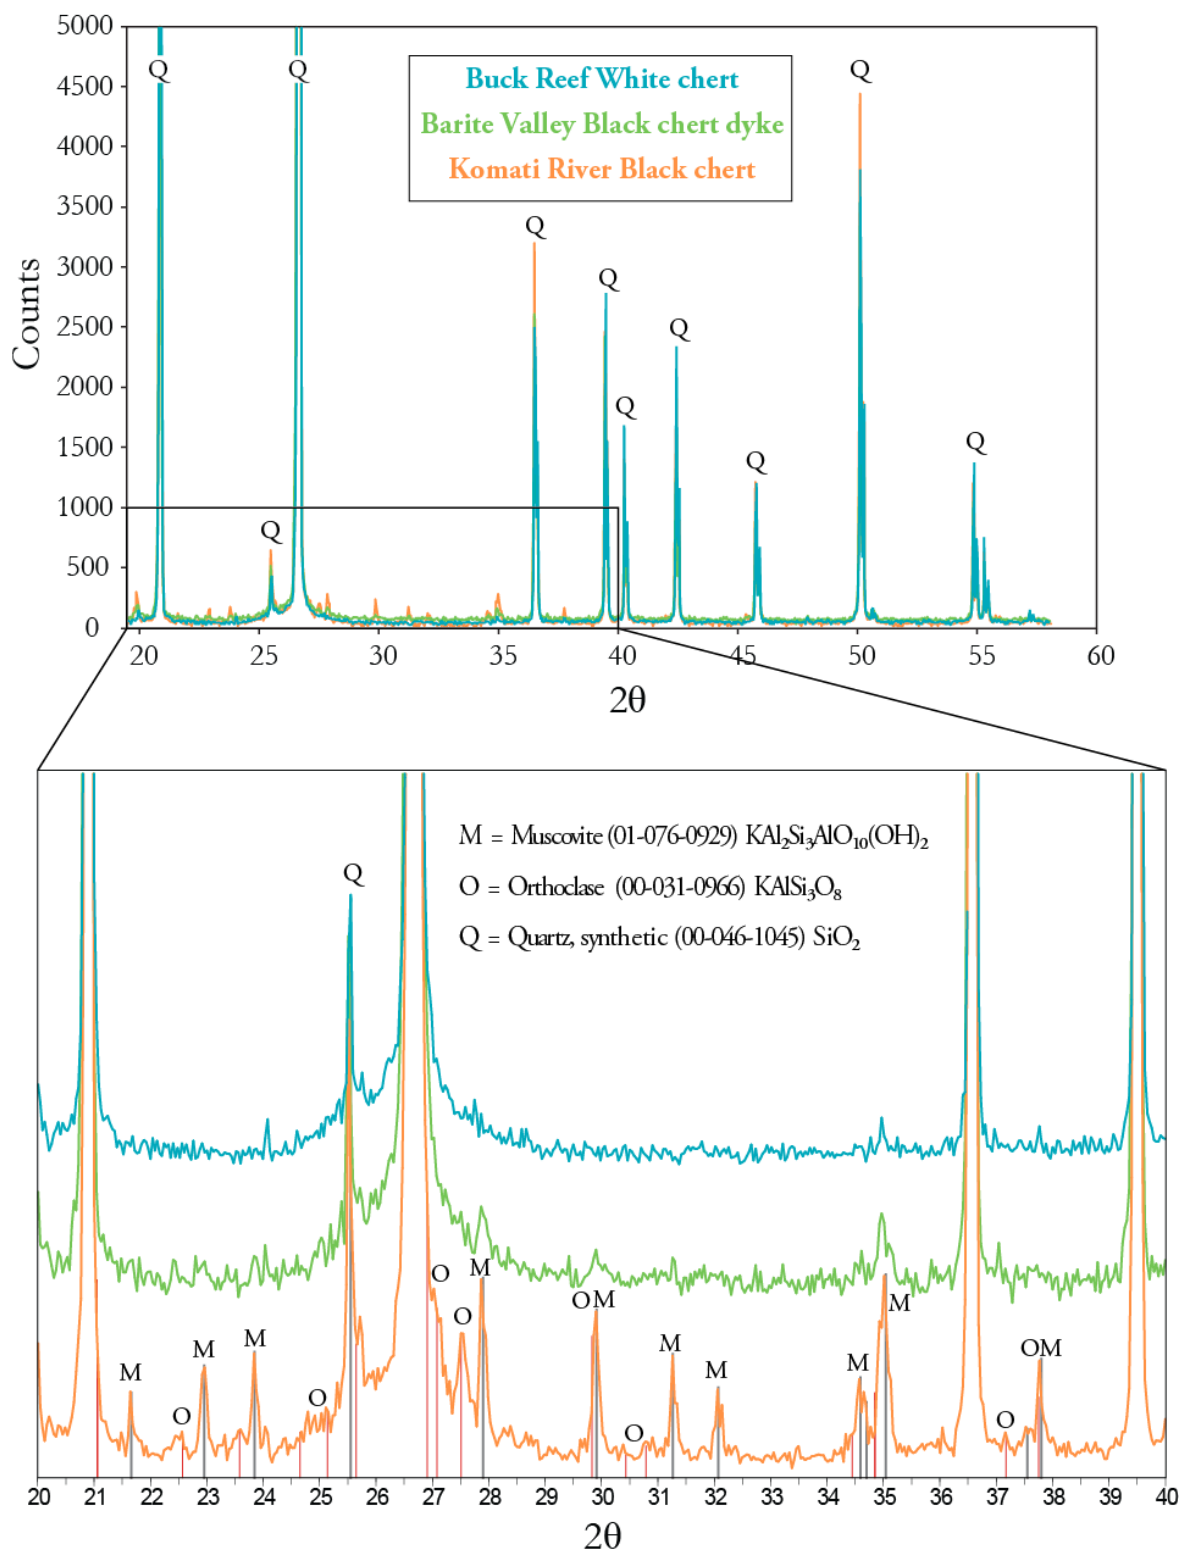 5000
4500
4000
3500
3000
2500
2000
1500
1000
500
0
Counts
Q Q
Buck Reef White chert
Barite Valley Black chert dyke
Komati River Black chert
Q
Q
Q
Q
Q
Q
Q
Q
20 25 30 35 40 45 50 55 60
2θ
M = Muscovite (01-076-0929) KAl₂Si₃AlO₁₀(OH)₂
O = Orthoclase (00-031-0966) KAlSi₃O₈
Q = Quartz, synthetic (00-046-1045) SiO₂
Q
M
O
M
M
O
O
O
M
O M
M
M
O
M
M
O
OM
20 21 22 23 24 25 26 27 28 29 30 31 32 33 34 35 36 37 38 39 40
2θ